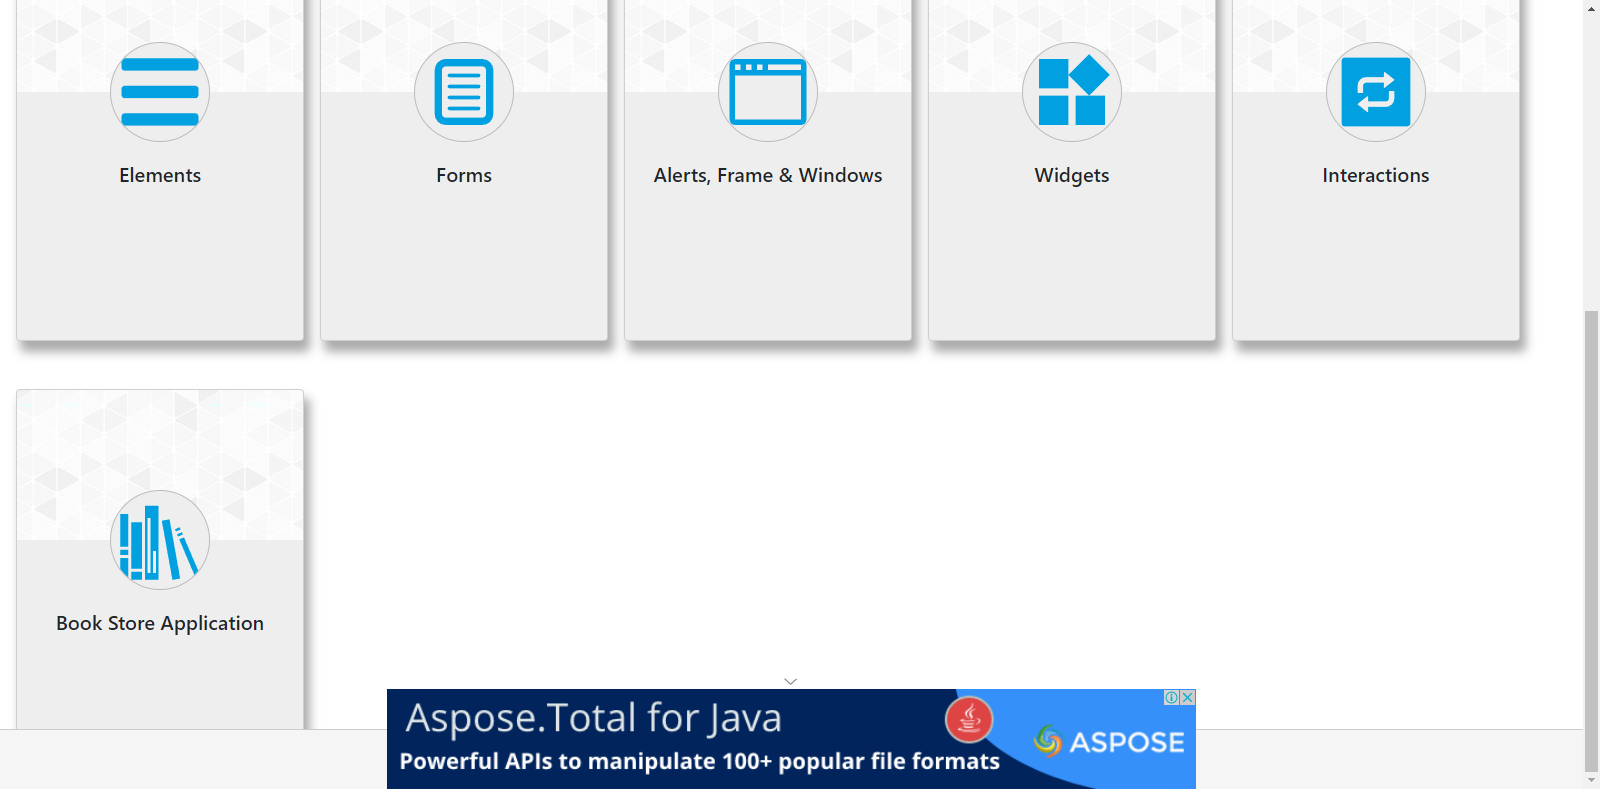 Elements
Forms
Alerts, Frame & Windows
Widgets
Interactions
Book Store Application
Aspose.Total for Java
Powerful APIs to manipulate 100+ popular file formats
ASPOSE